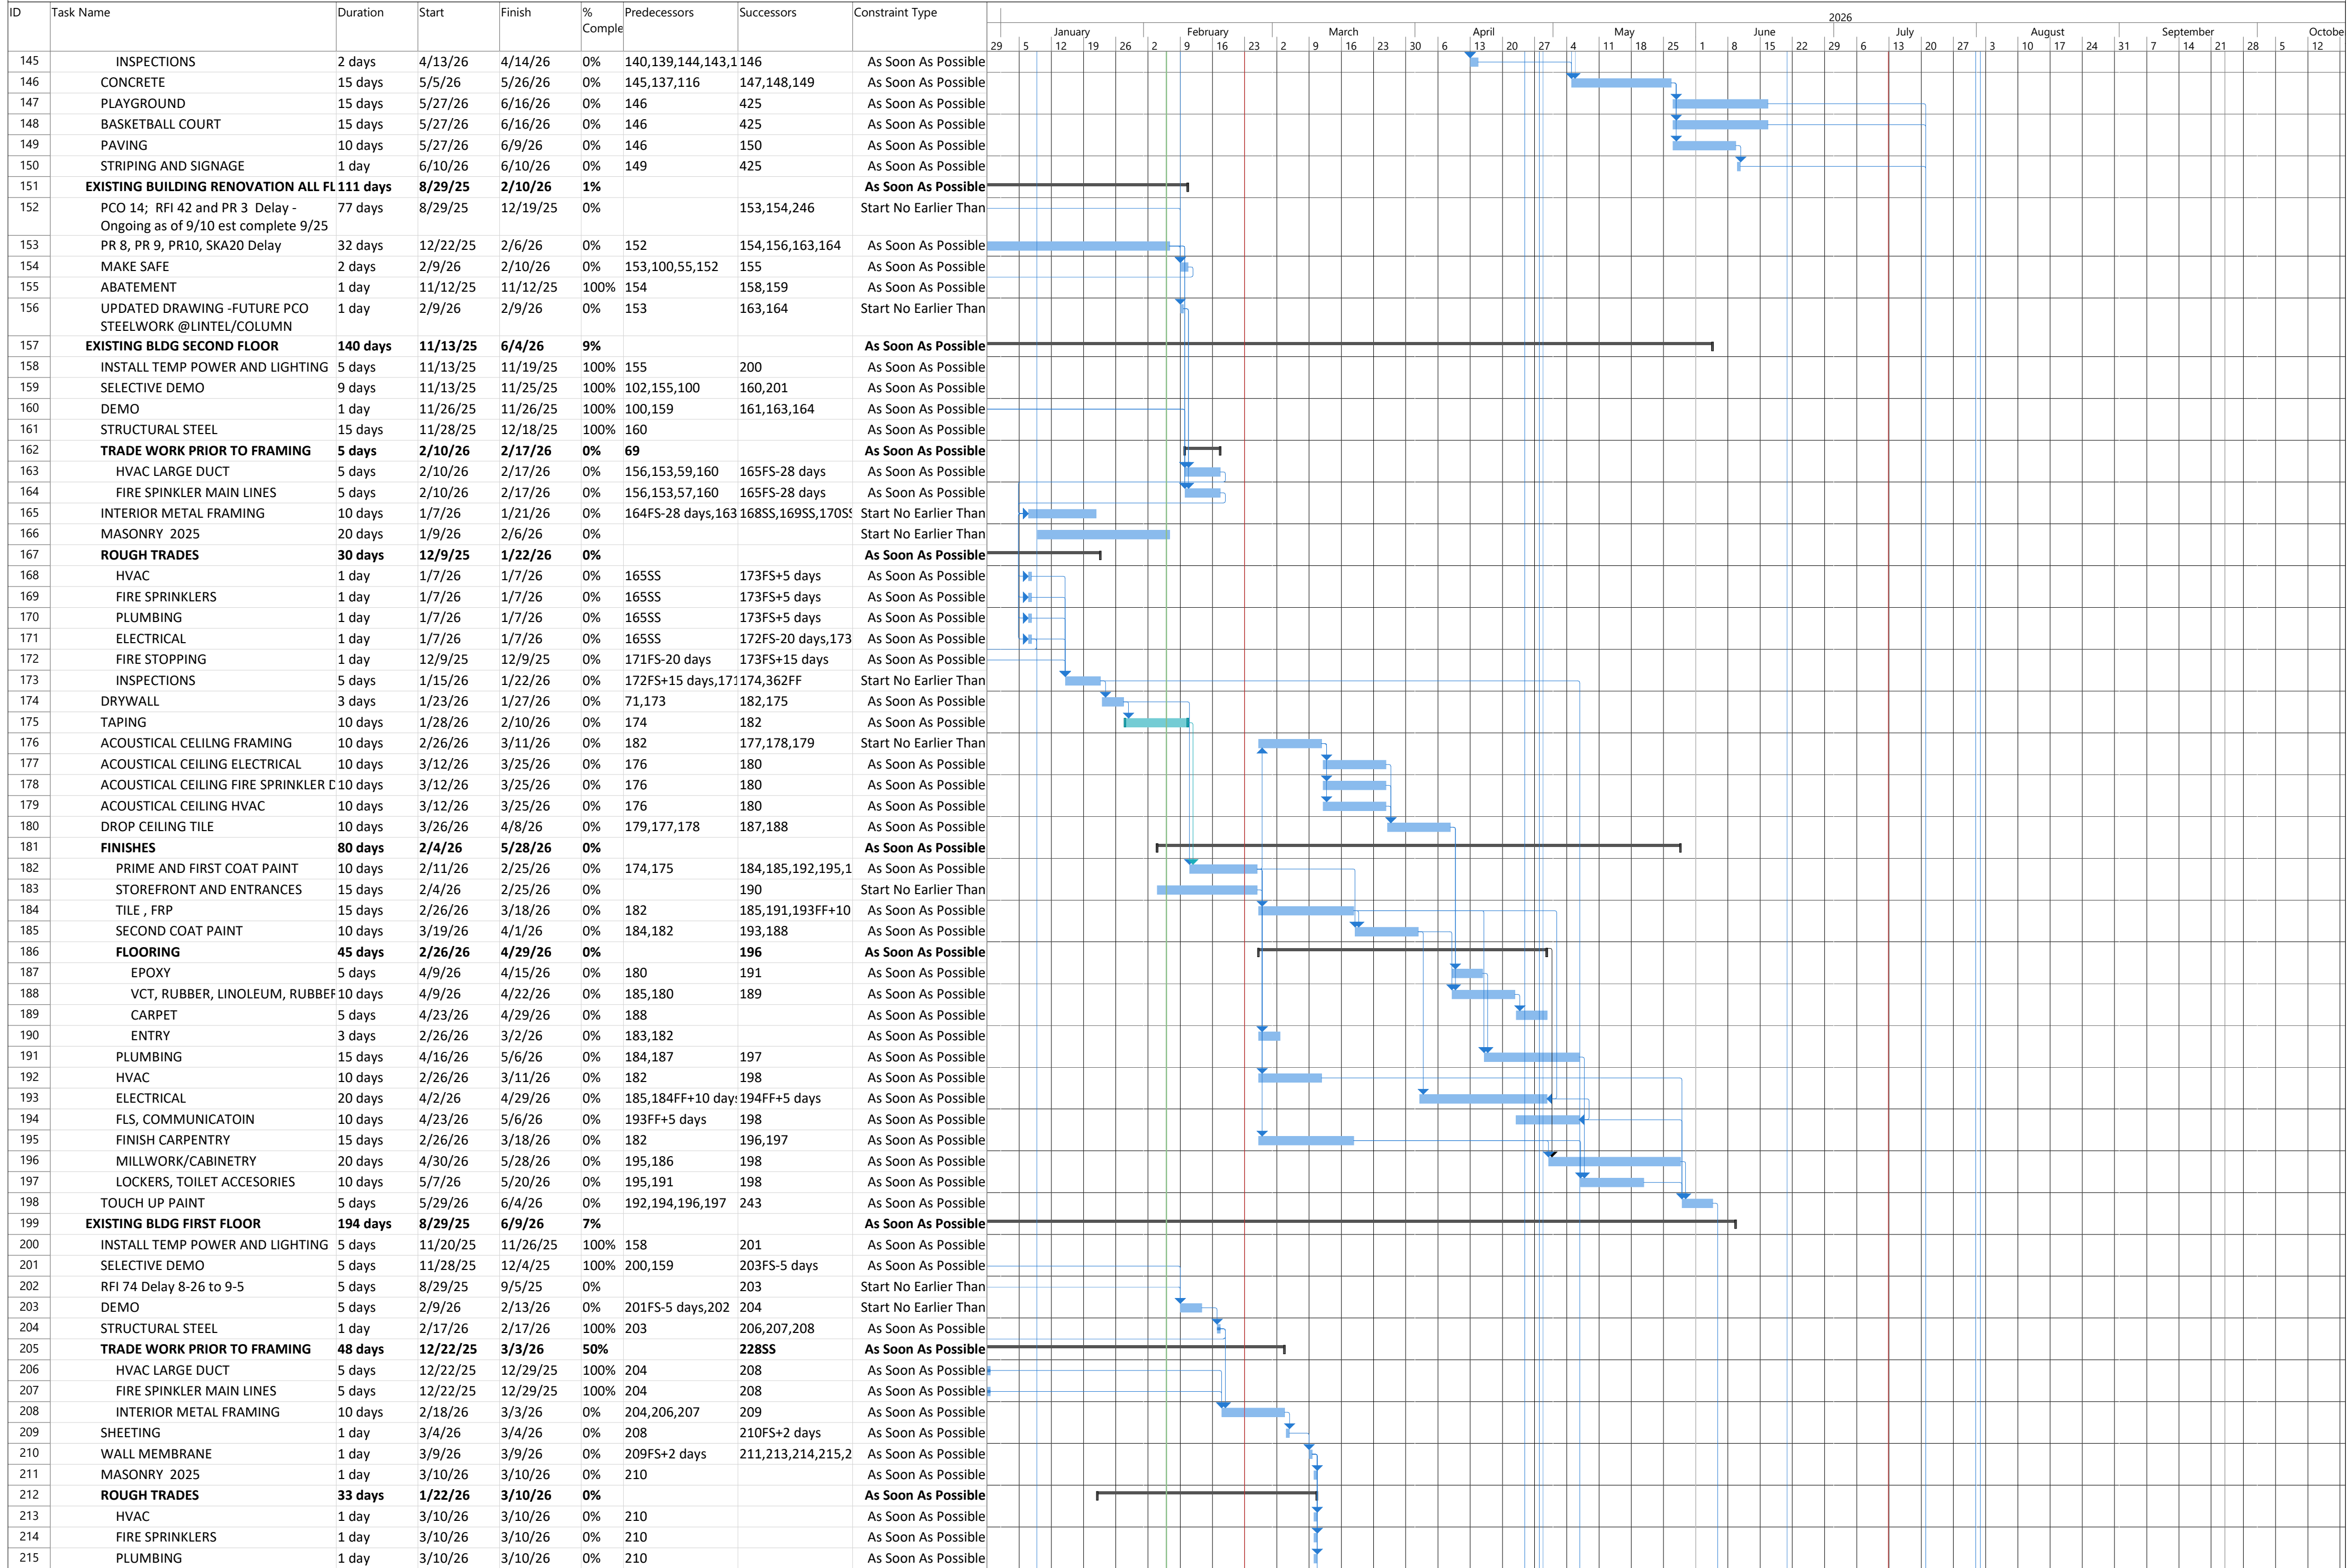 ID Task Name Duration Start Finish % Comple Predecessors Successors Constraint Type
2026
January February March April May June July August September Octobe
29 5 12 19 26 2 9 16 23 2 9 16 23 30 6 13 20 27 4 11 18 25 1 8 15 22 29 6 13 20 27 3 10 17 24 31 7 14 21 28 5 12
145 INSPECTIONS 2 days 4/13/26 4/14/26 0% 140,139,144,143,1 146 As Soon As Possible
146 CONCRETE 15 days 5/5/26 5/26/26 0% 145,137,116 147,148,149 As Soon As Possible
147 PLAYGROUND 15 days 5/27/26 6/16/26 0% 146 425 As Soon As Possible
148 BASKETBALL COURT 15 days 5/27/26 6/16/26 0% 146 425 As Soon As Possible
149 PAVING 10 days 5/27/26 6/9/26 0% 146 150 As Soon As Possible
150 STRIPING AND SIGNAGE 1 day 6/10/26 6/10/26 0% 149 425 As Soon As Possible
151 EXISTING BUILDING RENOVATION ALL FL 111 days 8/29/25 2/10/26 1% As Soon As Possible
152 PCO 14; RFI 42 and PR 3 Delay - 77 days 8/29/25 12/19/25 0% 153,154,246 Start No Earlier Than
Ongoing as of 9/10 est complete 9/25
153 PR 8, PR 9, PR10, SKA20 Delay 32 days 12/22/25 2/6/26 0% 152 154,156,163,164 As Soon As Possible
154 MAKE SAFE 2 days 2/9/26 2/10/26 0% 153,100,55,152 155 As Soon As Possible
155 ABATEMENT 1 day 11/12/25 11/12/25 100% 154 158,159 As Soon As Possible
156 UPDATED DRAWING -FUTURE PCO 1 day 2/9/26 2/9/26 0% 153 163,164 Start No Earlier Than
STEELWORK @LINTEL/COLUMN
157 EXISTING BLDG SECOND FLOOR 140 days 11/13/25 6/4/26 9% As Soon As Possible
158 INSTALL TEMP POWER AND LIGHTING 5 days 11/13/25 11/19/25 100% 155 200 As Soon As Possible
159 SELECTIVE DEMO 9 days 11/13/25 11/25/25 100% 102,155,100 160,201 As Soon As Possible
160 DEMO 1 day 11/26/25 11/26/25 100% 100,159 161,163,164 As Soon As Possible
161 STRUCTURAL STEEL 15 days 11/28/25 12/18/25 100% 160 As Soon As Possible
162 TRADE WORK PRIOR TO FRAMING 5 days 2/10/26 2/17/26 0% 69 As Soon As Possible
163 HVAC LARGE DUCT 5 days 2/10/26 2/17/26 0% 156,153,59,160 165FS-28 days As Soon As Possible
164 FIRE SPINKLER MAIN LINES 5 days 2/10/26 2/17/26 0% 156,153,57,160 165FS-28 days As Soon As Possible
165 INTERIOR METAL FRAMING 10 days 1/7/26 1/21/26 0% 164FS-28 days,163 168SS,169SS,170SS Start No Earlier Than
166 MASONRY 2025 20 days 1/9/26 2/6/26 0% Start No Earlier Than
167 ROUGH TRADES 30 days 12/9/25 1/22/26 0% As Soon As Possible
168 HVAC 1 day 1/7/26 1/7/26 0% 165SS 173FS+5 days As Soon As Possible
169 FIRE SPRINKLERS 1 day 1/7/26 1/7/26 0% 165SS 173FS+5 days As Soon As Possible
170 PLUMBING 1 day 1/7/26 1/7/26 0% 165SS 173FS+5 days As Soon As Possible
171 ELECTRICAL 1 day 1/7/26 1/7/26 0% 165SS 172FS-20 days,173 As Soon As Possible
172 FIRE STOPPING 1 day 12/9/25 12/9/25 0% 171FS-20 days 173FS+15 days As Soon As Possible
173 INSPECTIONS 5 days 1/15/26 1/22/26 0% 172FS+15 days,171 174,362FF Start No Earlier Than
174 DRYWALL 3 days 1/23/26 1/27/26 0% 71,173 182,175 As Soon As Possible
175 TAPING 10 days 1/28/26 2/10/26 0% 174 182 As Soon As Possible
176 ACOUSTICAL CEILILNG FRAMING 10 days 2/26/26 3/11/26 0% 182 177,178,179 Start No Earlier Than
177 ACOUSTICAL CEILING ELECTRICAL 10 days 3/12/26 3/25/26 0% 176 180 As Soon As Possible
178 ACOUSTICAL CEILING FIRE SPRINKLER D 10 days 3/12/26 3/25/26 0% 176 180 As Soon As Possible
179 ACOUSTICAL CEILING HVAC 10 days 3/12/26 3/25/26 0% 176 180 As Soon As Possible
180 DROP CEILING TILE 10 days 3/26/26 4/8/26 0% 179,177,178 187,188 As Soon As Possible
181 FINISHES 80 days 2/4/26 5/28/26 0% As Soon As Possible
182 PRIME AND FIRST COAT PAINT 10 days 2/11/26 2/25/26 0% 174,175 184,185,192,195,1 As Soon As Possible
183 STOREFRONT AND ENTRANCES 15 days 2/4/26 2/25/26 0% 190 Start No Earlier Than
184 TILE , FRP 15 days 2/26/26 3/18/26 0% 182 185,191,193FF+10 As Soon As Possible
185 SECOND COAT PAINT 10 days 3/19/26 4/1/26 0% 184,182 193,188 As Soon As Possible
186 FLOORING 45 days 2/26/26 4/29/26 0% 196 As Soon As Possible
187 EPOXY 5 days 4/9/26 4/15/26 0% 180 191 As Soon As Possible
188 VCT, RUBBER, LINOLEUM, RUBBER 10 days 4/9/26 4/22/26 0% 185,180 189 As Soon As Possible
189 CARPET 5 days 4/23/26 4/29/26 0% 188 As Soon As Possible
190 ENTRY 3 days 2/26/26 3/2/26 0% 183,182 As Soon As Possible
191 PLUMBING 15 days 4/16/26 5/6/26 0% 184,187 197 As Soon As Possible
192 HVAC 10 days 2/26/26 3/11/26 0% 182 198 As Soon As Possible
193 ELECTRICAL 20 days 4/2/26 4/29/26 0% 185,184FF+10 days 194FF+5 days As Soon As Possible
194 FLS, COMMUNICATOIN 10 days 4/23/26 5/6/26 0% 193FF+5 days 198 As Soon As Possible
195 FINISH CARPENTRY 15 days 2/26/26 3/18/26 0% 182 196,197 As Soon As Possible
196 MILLWORK/CABINETRY 20 days 4/30/26 5/28/26 0% 195,186 198 As Soon As Possible
197 LOCKERS, TOILET ACCESORIES 10 days 5/7/26 5/20/26 0% 195,191 198 As Soon As Possible
198 TOUCH UP PAINT 5 days 5/29/26 6/4/26 0% 192,194,196,197 243 As Soon As Possible
199 EXISTING BLDG FIRST FLOOR 194 days 8/29/25 6/9/26 7% As Soon As Possible
200 INSTALL TEMP POWER AND LIGHTING 5 days 11/20/25 11/26/25 100% 158 201 As Soon As Possible
201 SELECTIVE DEMO 5 days 11/28/25 12/4/25 100% 200,159 203FS-5 days As Soon As Possible
202 RFI 74 Delay 8-26 to 9-5 5 days 8/29/25 9/5/25 0% 203 Start No Earlier Than
203 DEMO 5 days 2/9/26 2/13/26 0% 201FS-5 days,202 204 Start No Earlier Than
204 STRUCTURAL STEEL 1 day 2/17/26 2/17/26 100% 203 206,207,208 As Soon As Possible
205 TRADE WORK PRIOR TO FRAMING 48 days 12/22/25 3/3/26 50% 228SS As Soon As Possible
206 HVAC LARGE DUCT 5 days 12/22/25 12/29/25 100% 204 208 As Soon As Possible
207 FIRE SPINKLER MAIN LINES 5 days 12/22/25 12/29/25 100% 204 208 As Soon As Possible
208 INTERIOR METAL FRAMING 10 days 2/18/26 3/3/26 0% 204,206,207 209 As Soon As Possible
209 SHEETING 1 day 3/4/26 3/4/26 0% 208 210FS+2 days As Soon As Possible
210 WALL MEMBRANE 1 day 3/9/26 3/9/26 0% 209FS+2 days 211,213,214,215,2 As Soon As Possible
211 MASONRY 2025 1 day 3/10/26 3/10/26 0% 210 As Soon As Possible
212 ROUGH TRADES 33 days 1/22/26 3/10/26 0% As Soon As Possible
213 HVAC 1 day 3/10/26 3/10/26 0% 210 As Soon As Possible
214 FIRE SPRINKLERS 1 day 3/10/26 3/10/26 0% 210 As Soon As Possible
215 PLUMBING 1 day 3/10/26 3/10/26 0% 210 As Soon As Possible